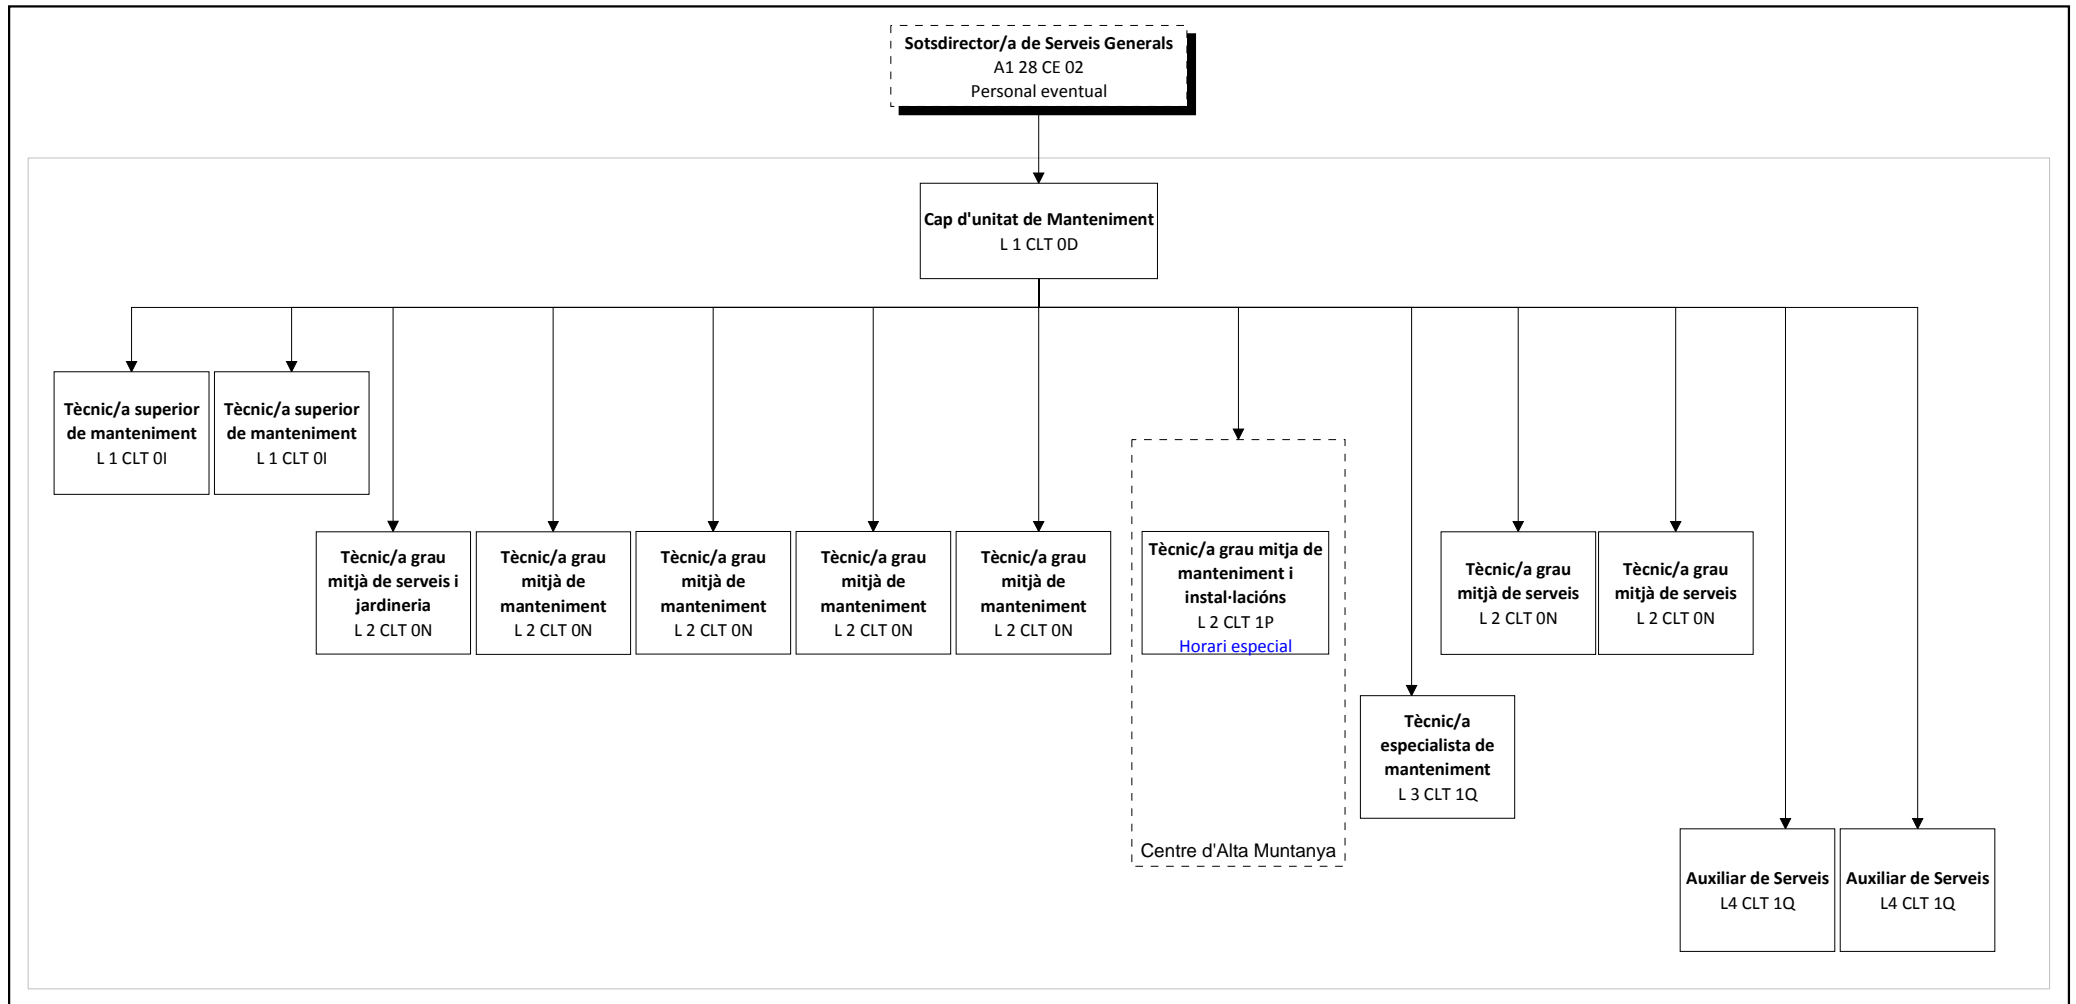 Sotsdirector/a de Serveis Generals
A1 28 CE 02
Personal eventual
Cap d'unitat de Manteniment
L 1 CLT 0D
Tècnic/a superior
de manteniment
L 1 CLT 0I
Tècnic/a superior
de manteniment
L 1 CLT 0I
Tècnic/a grau
mitjà de serveis i
jardineria
L 2 CLT 0N
Tècnic/a grau
mitjà de
manteniment
L 2 CLT 0N
Tècnic/a grau
mitjà de
manteniment
L 2 CLT 0N
Tècnic/a grau
mitjà de
manteniment
L 2 CLT 0N
Tècnic/a grau
mitjà de
manteniment
L 2 CLT 0N
Tècnic/a grau mitja de
manteniment i
instal·lacións
L 2 CLT 1P
Horari especial
Centre d'Alta Muntanya
Tècnic/a
especialista de
manteniment
L 3 CLT 1Q
Tècnic/a grau
mitjà de serveis
L 2 CLT 0N
Tècnic/a grau
mitjà de serveis
L 2 CLT 0N
Auxiliar de Serveis
L4 CLT 1Q
Auxiliar de Serveis
L4 CLT 1Q